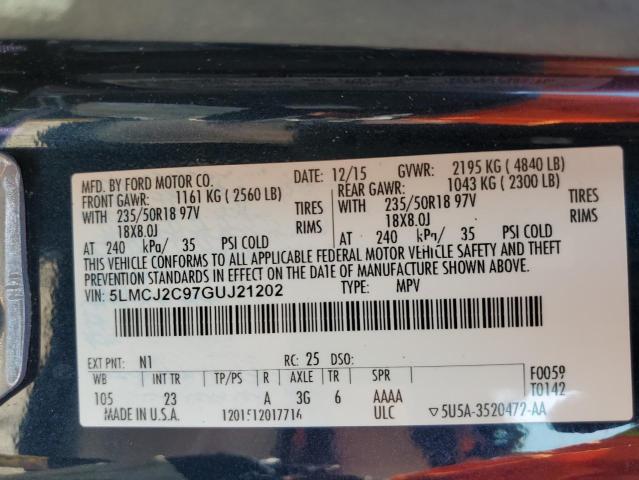 MFD. BY FORD MOTOR CO.
DATE: 12/15 GVWR: 2195 KG ( 4840 LB)
FRONT GAWR: 1161 KG ( 2560 LB) REAR GAWR: 1043 KG ( 2300 LB)
WITH 235/50R18 97V TIRES WITH 235/50R18 97V TIRES
18X8.0J RIMS 18X8.0J RIMS
AT 240 kPa/ 35 PSI COLD AT 240 kPa/ 35 PSI COLD
THIS VEHICLE CONFORMS TO ALL APPLICABLE FEDERAL MOTOR VEHICLE SAFETY AND THEFT
PREVENTION STANDARDS IN EFFECT ON THE DATE OF MANUFACTURE SHOWN ABOVE.
VIN: 5LMCJ2C97GUJ21202 TYPE: MPV
EXT PNT: N1 RC: 25 DSO: F0059
WB INT TR TP/PS R AXLE TR SPR T0142
105 23 A 3G 6 AAAA
MADE IN U.S.A. 1201512017716 ULC ▽5U5A-3520472-AA